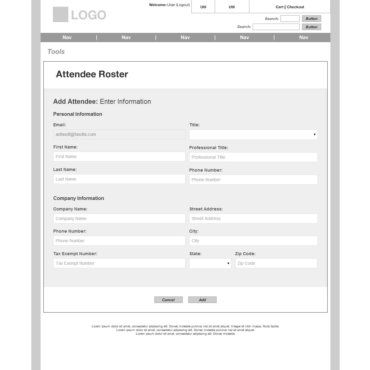 Welcome: User (Logout)
Cart | Checkout
LOGO
Search: Button
Search: Button
Nav | Nav | Nav | Nav | Nav
Tools
Attendee Roster
Add Attendee: Enter Information
Personal Information
Email: Title:
First Name: Professional Title:
First Name Professional Title
Last Name: Phone Number:
Last Name Phone Number
Company Information
Company Name: Street Address:
Company Name Street Address
Phone Number: City:
Phone Number City
Tax Exempt Number: State: Zip Code:
Tax Exempt Number Zip Code
Cancel Add